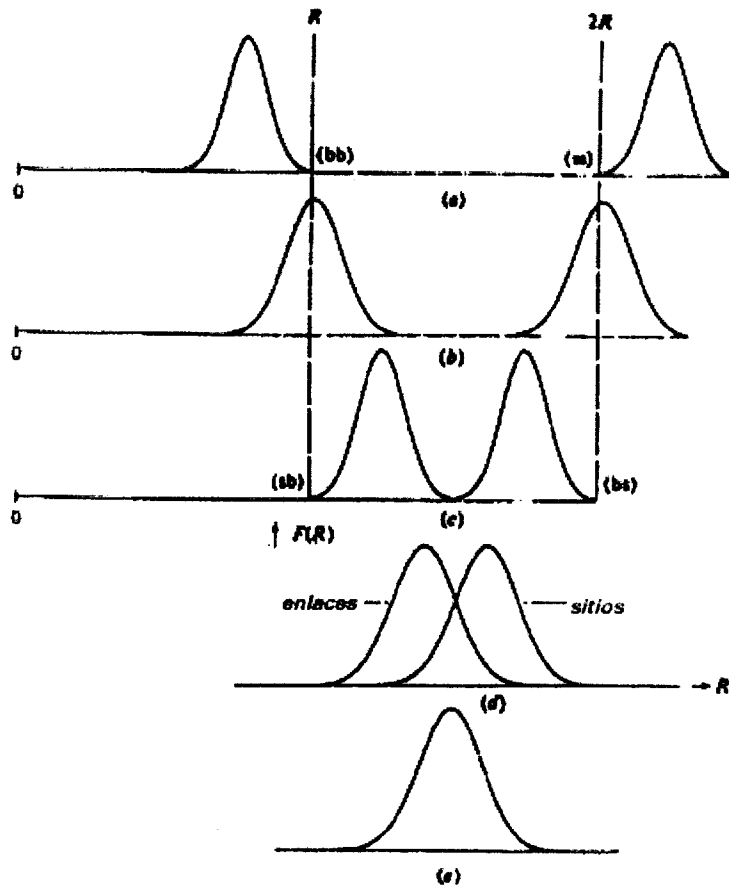 R 2R
(bb) (ss)
0
(a)
0
(b)
(sb) (bs)
0
(c)
↑ F(R)
enlaces sitios
→ R
(d)
(e)